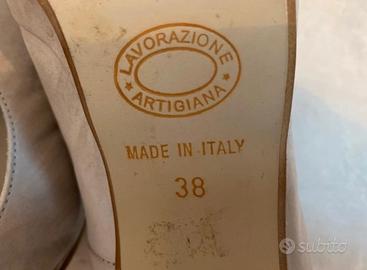 LAVORAZIONE
ARTIGIANA
MADE IN ITALY
38
subito